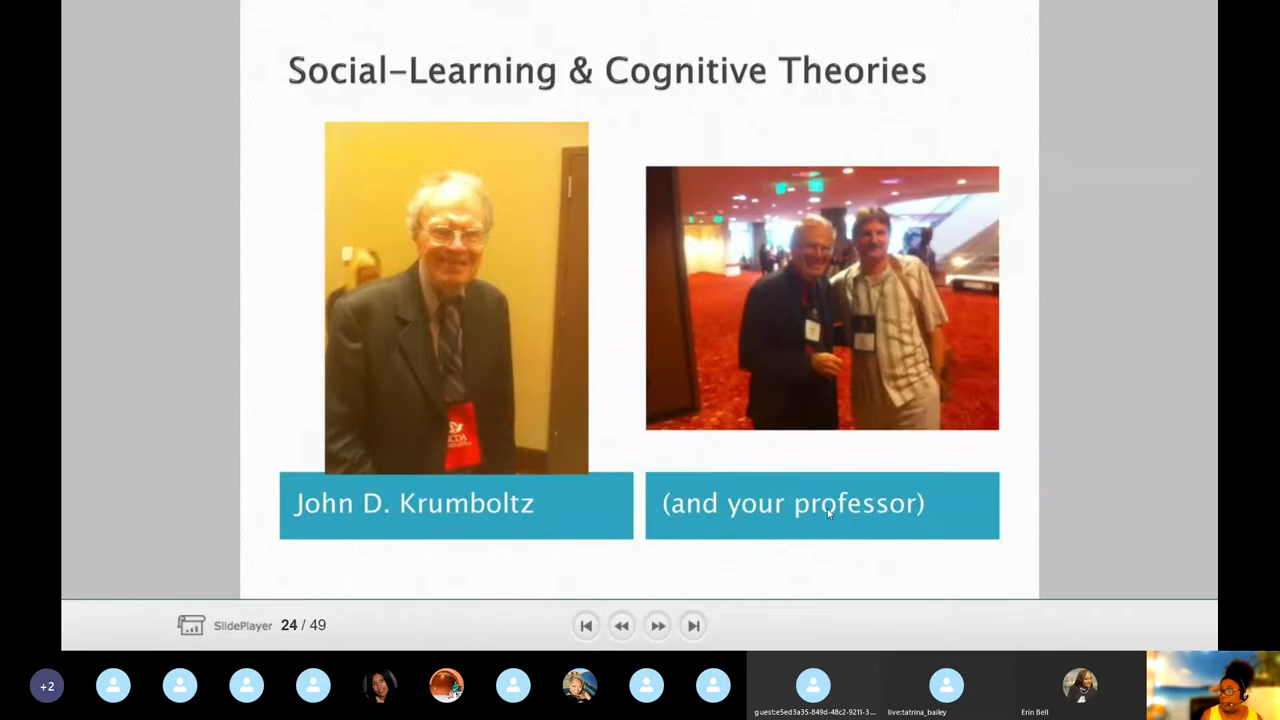 Social-Learning & Cognitive Theories
NCDA
John D. Krumboltz
(and your professor)
SlidePlayer 24 / 49
+2
guest:e5ed3a35-849d-48c2-9211-3...
live:tatrina_bailey
Erin Bell